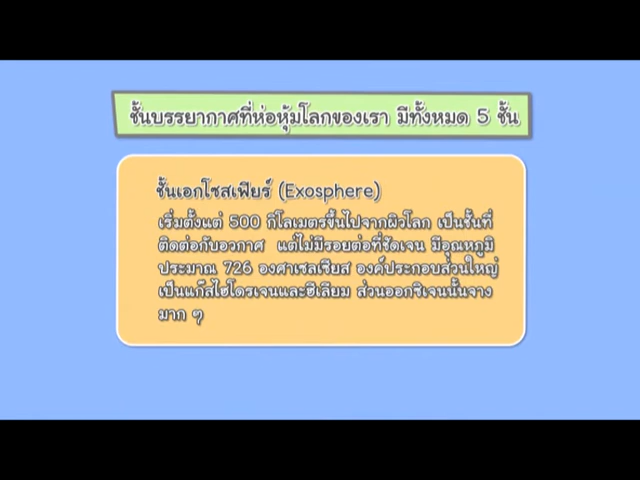 ชั้นบรรยากาศที่ห่อหุ้มโลกของเรา มีทั้งหมด 5 ชั้น
ชั้นเอกโซสเฟียร์ (Exosphere)
เริ่มตั้งแต่ 500 กิโลเมตรขึ้นไปจากผิวโลก เป็นชั้นที่
ติดต่อกับอวกาศ แต่ไม่มีรอยต่อที่ชัดเจน มีอุณหภูมิ
ประมาณ 726 องศาเซลเซียส องค์ประกอบส่วนใหญ่
เป็นแก๊สไฮโดรเจนและฮีเลียม ส่วนออกซิเจนนั้นจาง
มาก ๆ